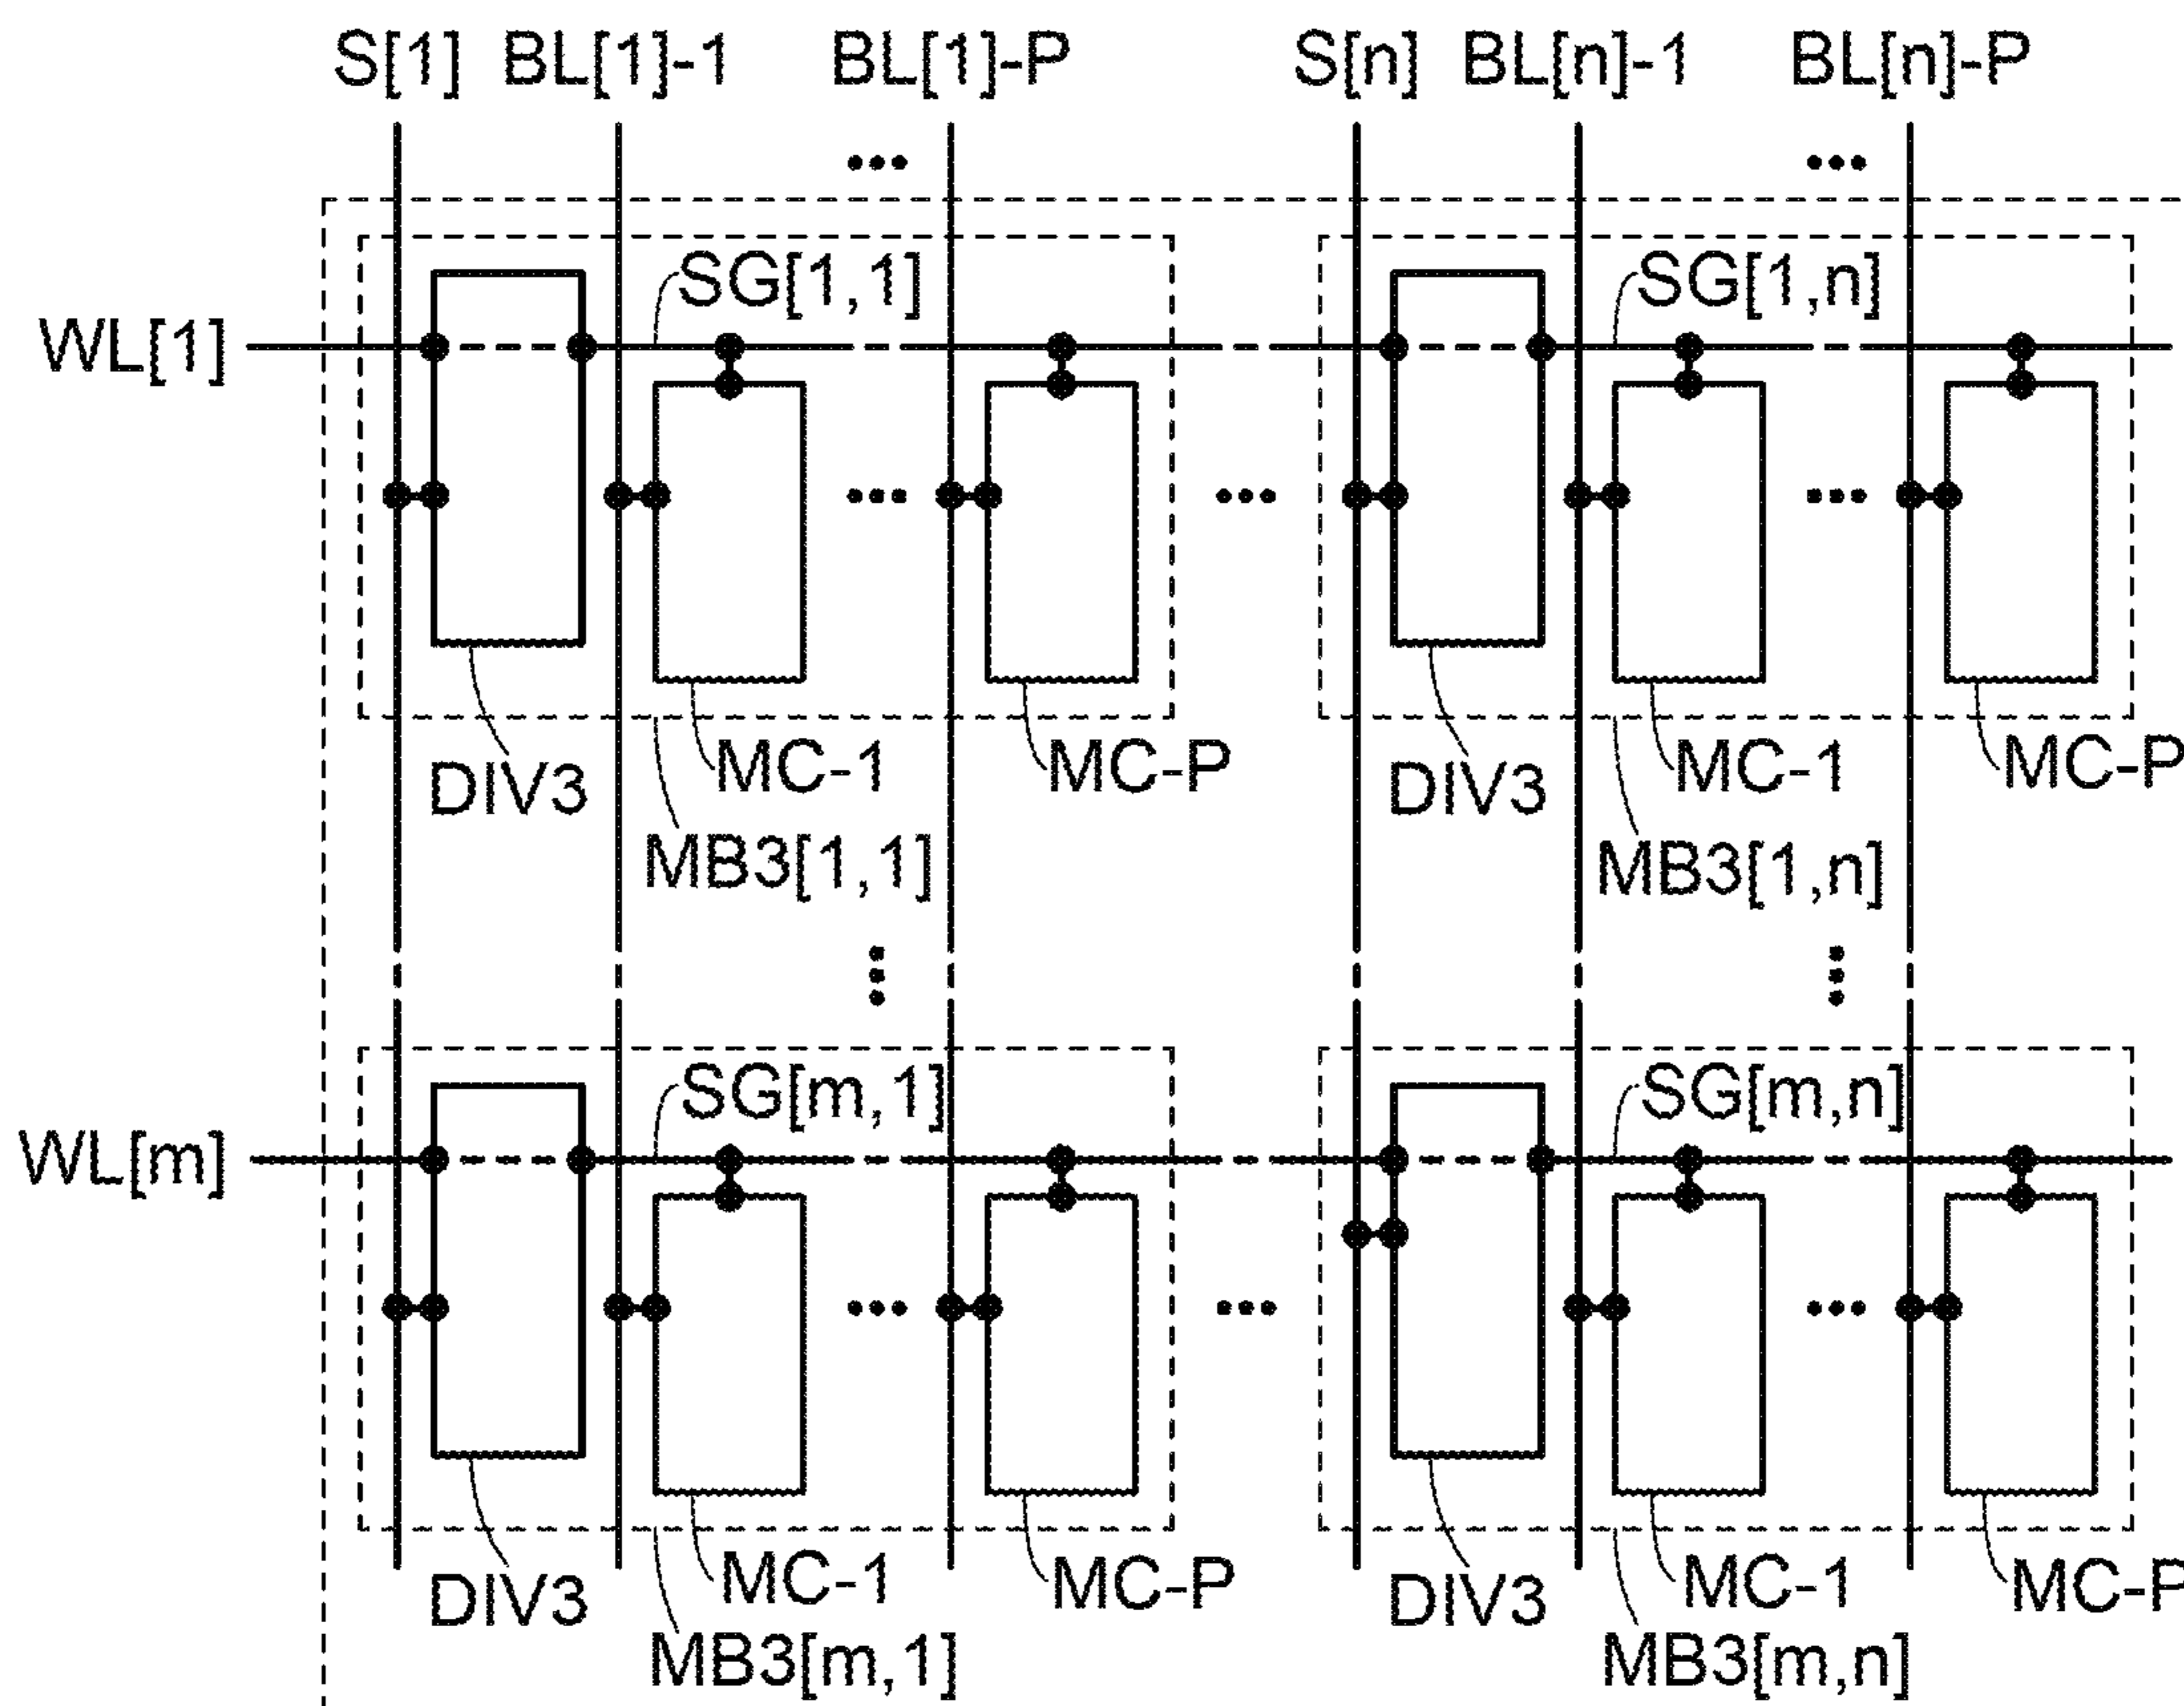 S[1] BL[1]-1 BL[1]-P S[n] BL[n]-1 BL[n]-P
SG[1,1] SG[1,n]
WL[1]
MC-1 MC-P MC-1 MC-P
DIV3 DIV3
MB3[1,1] MB3[1,n]
SG[m,1] SG[m,n]
WL[m]
MC-1 MC-P MC-1 MC-P
DIV3 DIV3
MB3[m,1] MB3[m,n]